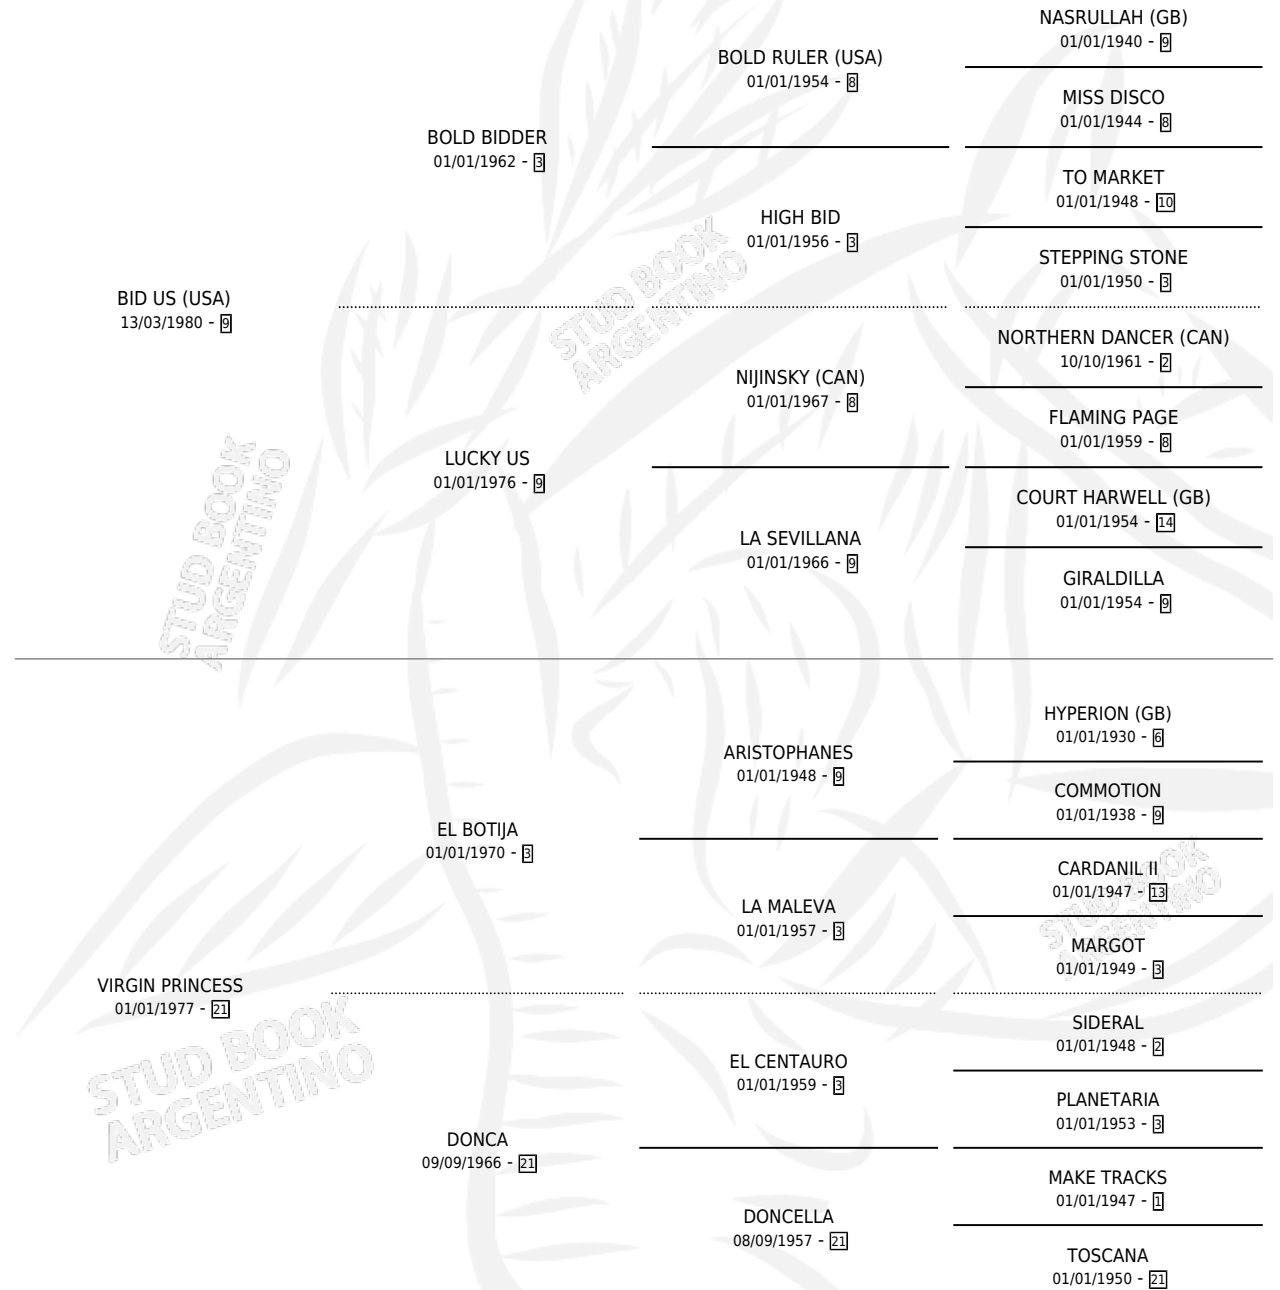 NASRULLAH (GB)
01/01/1940 - 9
BOLD RULER (USA)
01/01/1954 - 8
MISS DISCO
01/01/1944 - 8
BOLD BIDDER
01/01/1962 - 3
TO MARKET
01/01/1948 - 10
HIGH BID
01/01/1956 - 3
STEPPING STONE
01/01/1950 - 3
BID US (USA)
13/03/1980 - 9
STUD BOOK
ARGENTINO
NORTHERN DANCER (CAN)
10/10/1961 - 2
NIJINSKY (CAN)
01/01/1967 - 8
FLAMING PAGE
01/01/1959 - 8
LUCKY US
01/01/1976 - 9
COURT HARWELL (GB)
01/01/1954 - 14
LA SEVILLANA
01/01/1966 - 9
GIRALDILLA
01/01/1954 - 9
STUD BOOK
ARGENTINO
HYPERION (GB)
01/01/1930 - 6
ARISTOPHANES
01/01/1948 - 9
COMMOTION
01/01/1938 - 9
EL BOTIJA
01/01/1970 - 3
CARDANIL II
01/01/1947 - 13
LA MALEVA
01/01/1957 - 3
STUD BOOK
ARGENTINO
MARGOT
01/01/1949 - 3
VIRGIN PRINCESS
01/01/1977 - 21
SIDERAL
01/01/1948 - 2
EL CENTAURO
01/01/1959 - 3
PLANETARIA
01/01/1953 - 3
STUD BOOK
ARGENTINO
DONCA
09/09/1966 - 21
MAKE TRACKS
01/01/1947 - 1
DONCELLA
08/09/1957 - 21
TOSCANA
01/01/1950 - 21